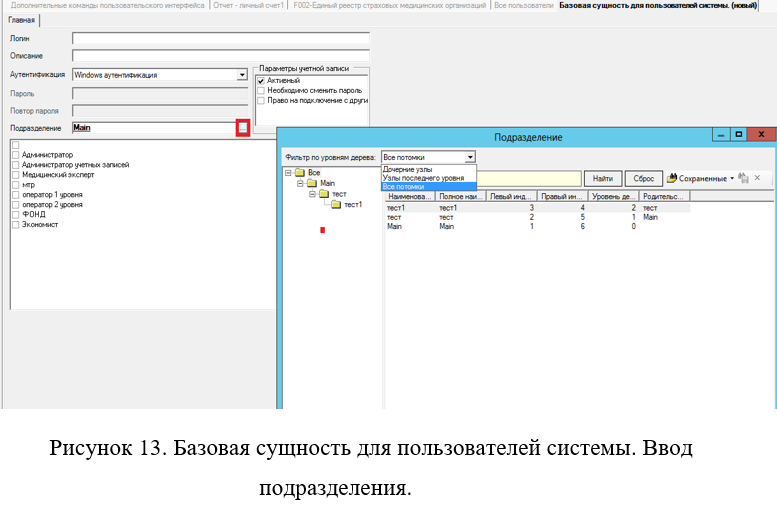 Дополнительные команды пользовательского интерфейса | Отчет - личный счет1 | F002-Единый реестр страховых медицинских организаций | Все пользователи | Базовая сущность для пользователей системы. (новый)
Главная
Логин
Описание
Аутентификация Windows аутентификация
Пароль
Повтор пароля
Подразделение Main ...
Параметры учетной записи
Активный
Необходимо сменить пароль
Право на подключение с други
Администратор
Администратор учетных записей
Медицинский эксперт
мтр
оператор 1 уровня
оператор 2 уровня
ФОНД
Экономист
Подразделение
Фильтр по уровням дерева: Все потомки
Дочерние узлы
Узлы последнего уровня
Все потомки
Найти Сброс Сохраненные
Все
Main
тест
тест1
Наименова... Полное наи... Левый инд... Правый ин... Уровень де... Родительс...
тест1 тест1 3 4 2 тест
тест тест 2 5 1 Main
Main Main 1 6 0
Рисунок 13. Базовая сущность для пользователей системы. Ввод
подразделения.